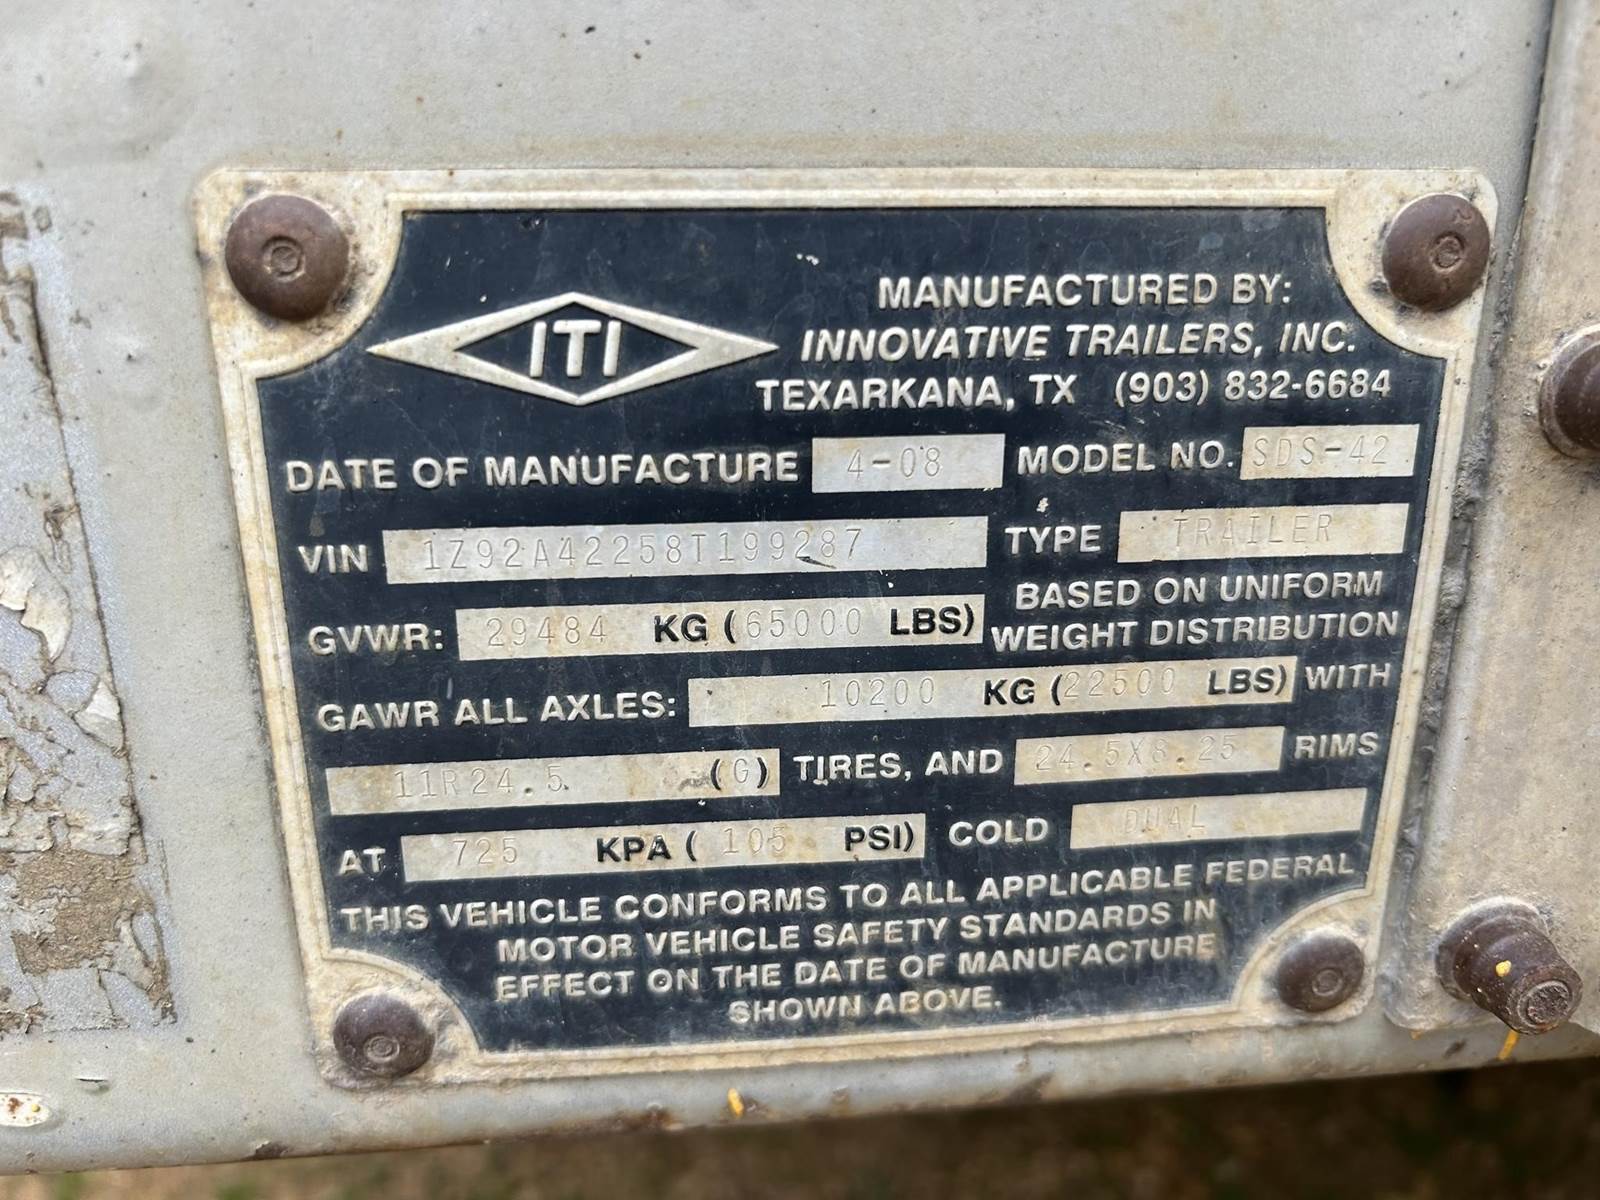 ITI
MANUFACTURED BY:
INNOVATIVE TRAILERS, INC.
TEXARKANA, TX (903) 832-6684
DATE OF MANUFACTURE 4-08 MODEL NO. SDS-42
VIN 1Z92A42258T199287 TYPE TRAILER
GVWR: 29484 KG (65000 LBS) BASED ON UNIFORM
WEIGHT DISTRIBUTION
GAWR ALL AXLES: 10200 KG (22500 LBS) WITH
11R24.5 (G) TIRES, AND 24.5X8.25 RIMS
AT 725 KPA (105 PSI) COLD DUAL
THIS VEHICLE CONFORMS TO ALL APPLICABLE FEDERAL
MOTOR VEHICLE SAFETY STANDARDS IN
EFFECT ON THE DATE OF MANUFACTURE
SHOWN ABOVE.